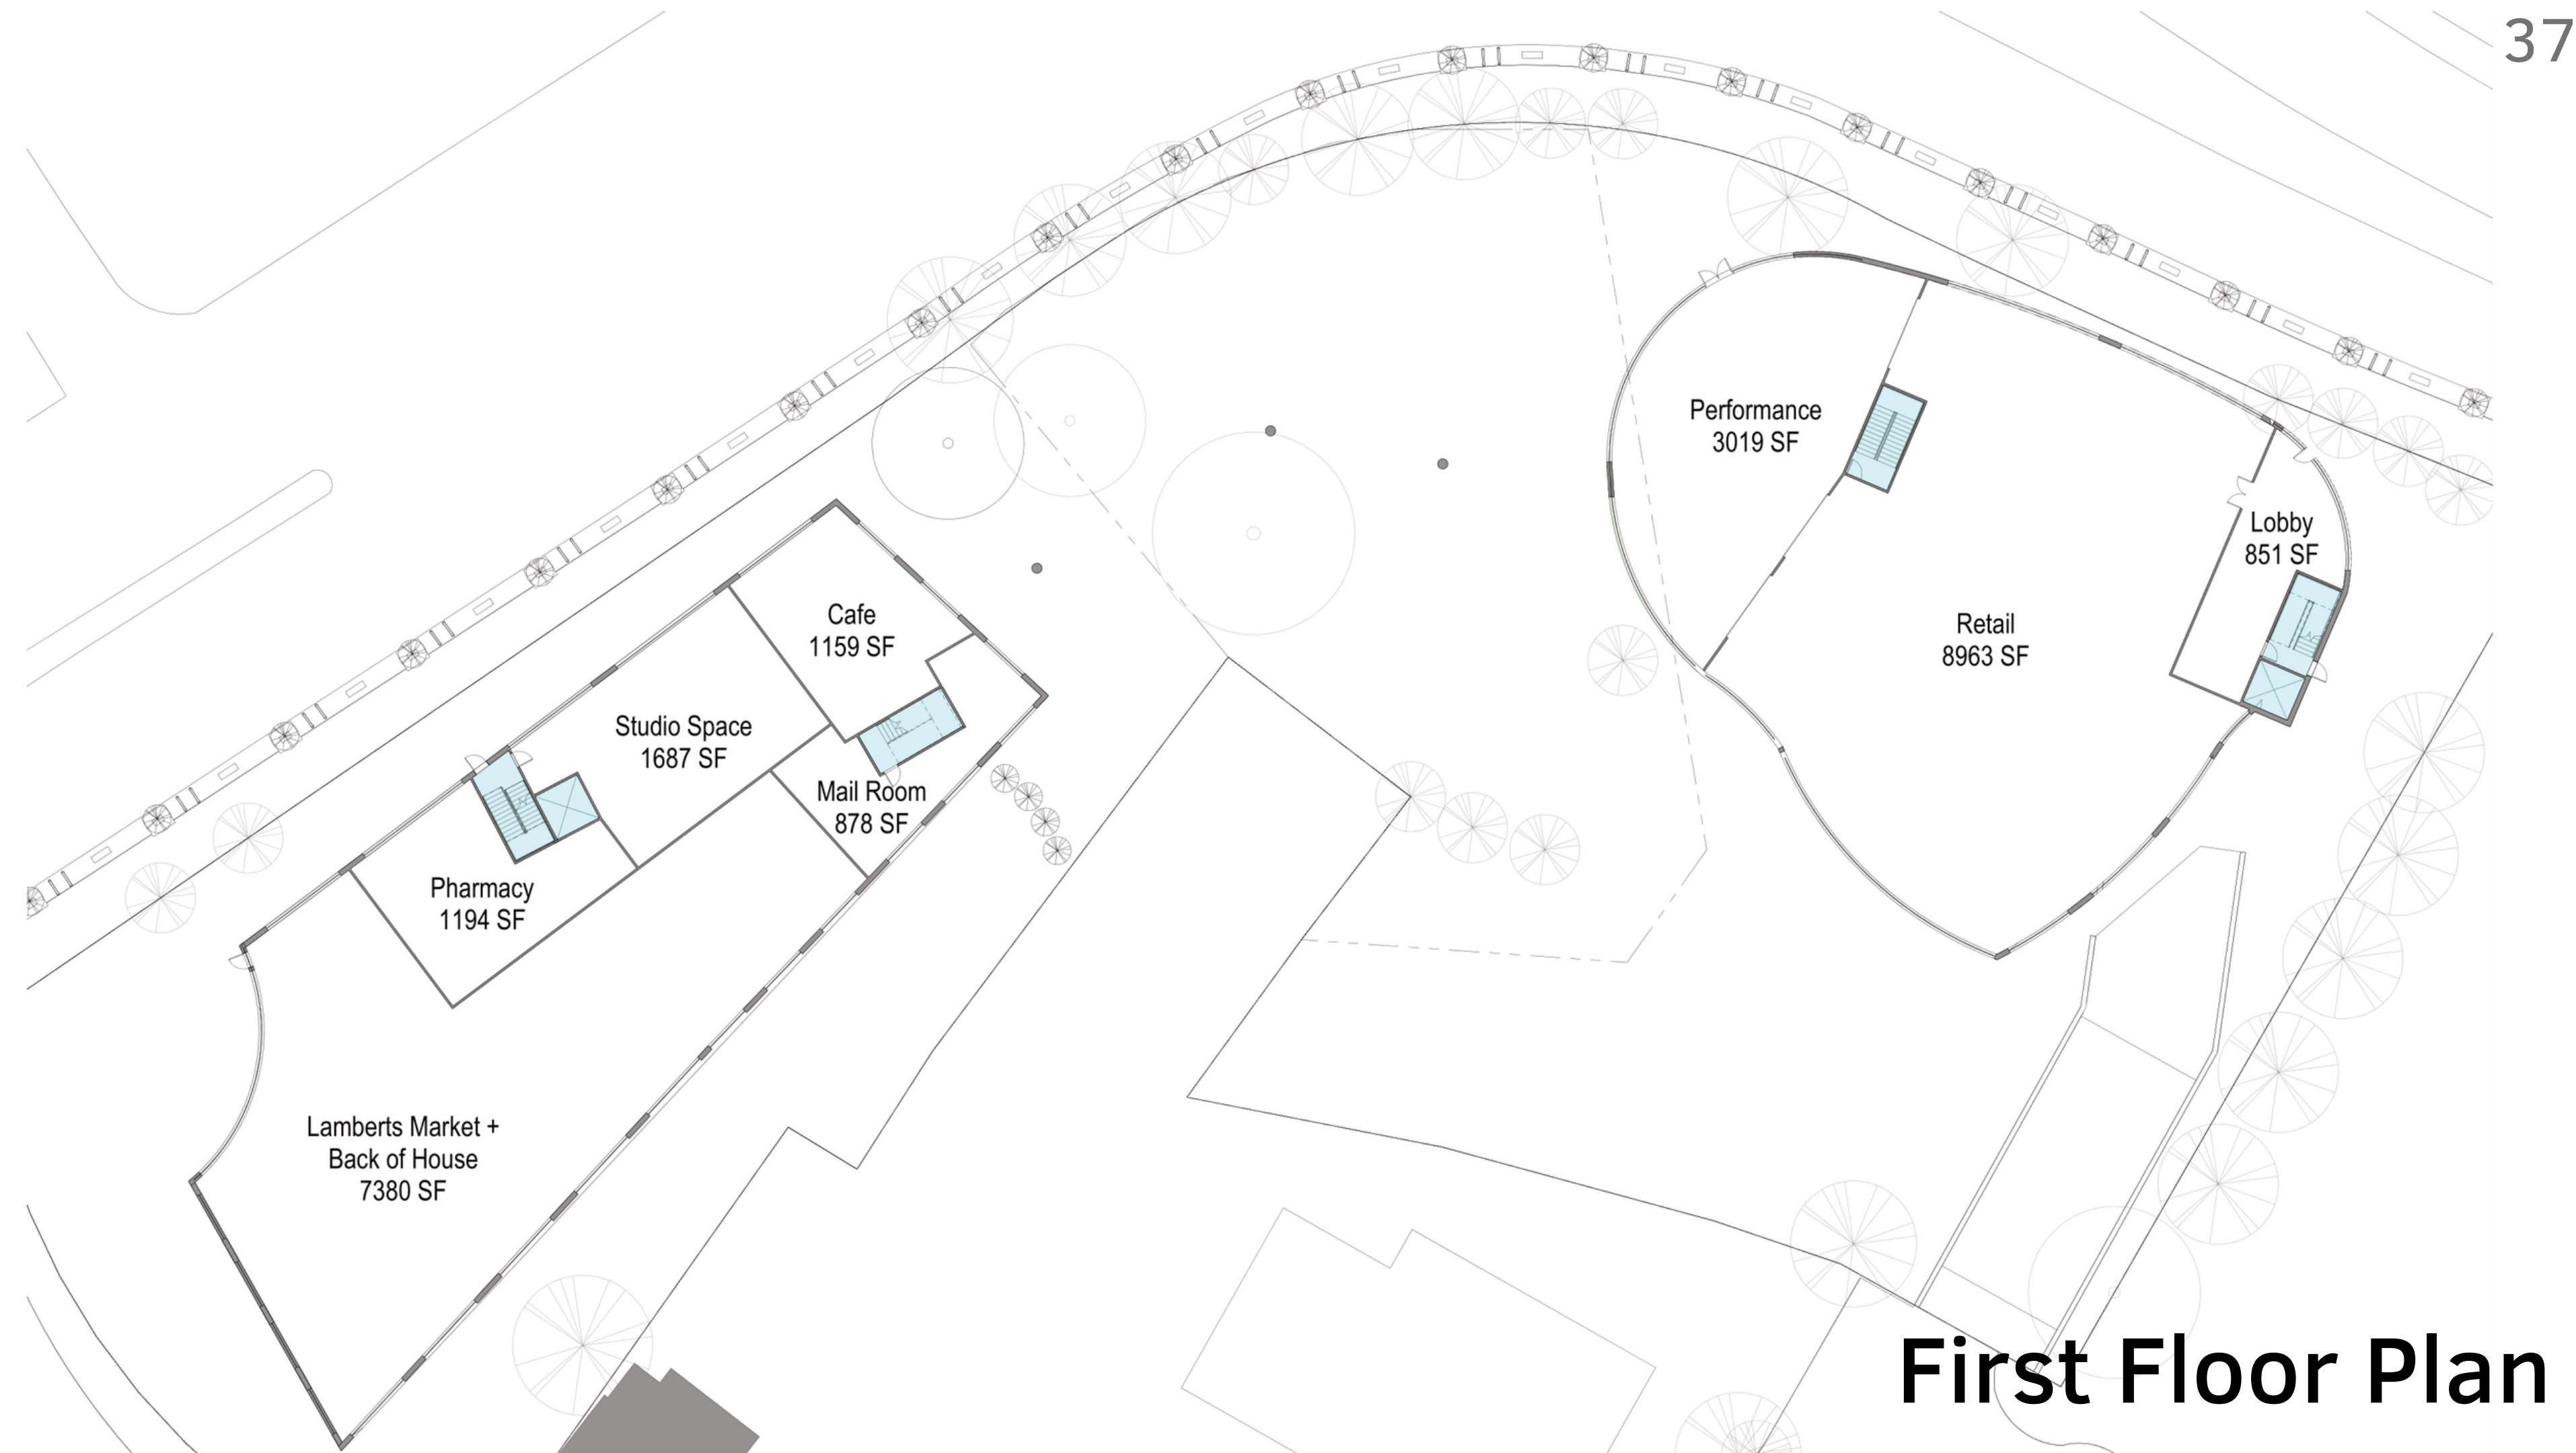 37
Performance
3019 SF
Lobby
851 SF
Retail
8963 SF
Cafe
1159 SF
Studio Space
1687 SF
Mail Room
878 SF
Pharmacy
1194 SF
Lamberts Market +
Back of House
7380 SF
First Floor Plan